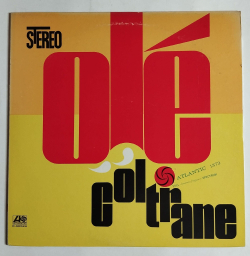 STEREO
olé
coltrane
ATLANTIC 1373